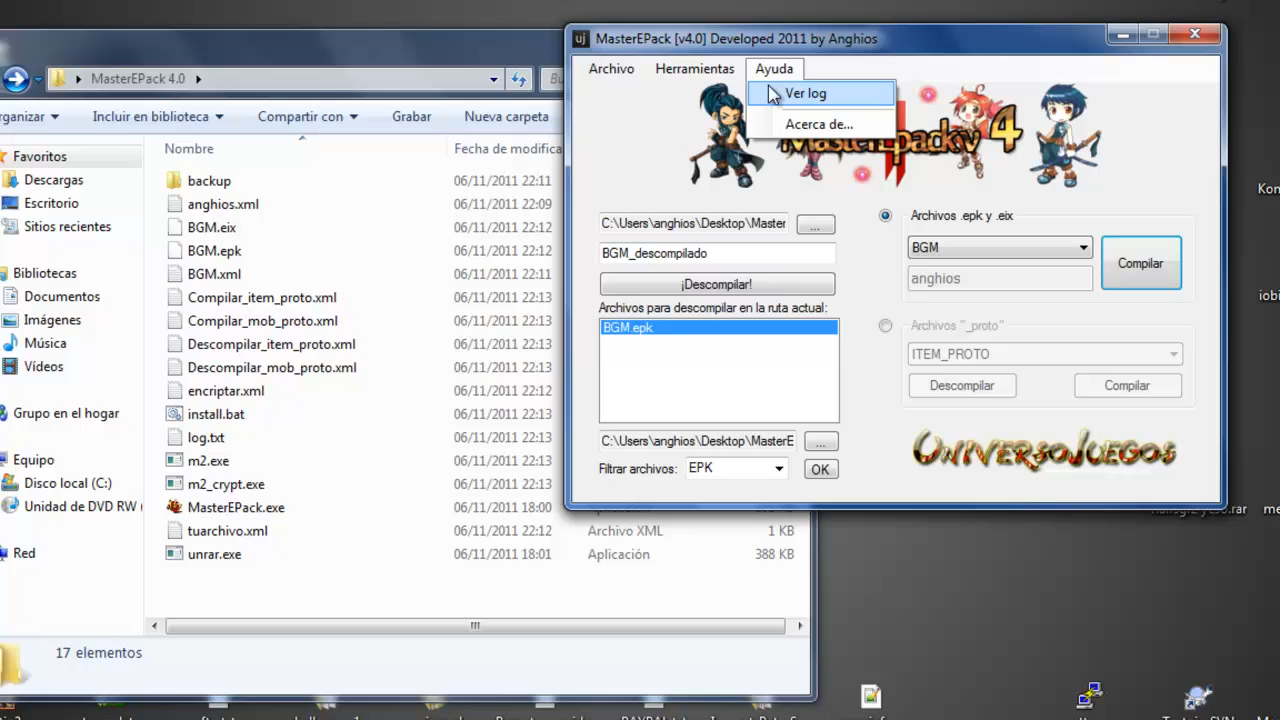 MasterEPack 4.0
rganizar
Incluir en biblioteca
Compartir con
Grabar
Nueva carpeta
Favoritos
Descargas
Escritorio
Sitios recientes
Bibliotecas
Documentos
Imágenes
Música
Vídeos
Grupo en el hogar
Equipo
Disco local (C:)
Unidad de DVD RW (
Red
Nombre
Fecha de modifica
backup
06/11/2011 22:11
anghios.xml
06/11/2011 22:09
BGM.eix
06/11/2011 22:12
BGM.epk
06/11/2011 22:12
BGM.xml
06/11/2011 22:13
Compilar_item_proto.xml
06/11/2011 22:13
Compilar_mob_proto.xml
06/11/2011 22:13
Descompilar_item_proto.xml
06/11/2011 22:13
Descompilar_mob_proto.xml
06/11/2011 22:13
encriptar.xml
06/11/2011 22:12
install.bat
06/11/2011 22:13
log.txt
06/11/2011 22:13
m2.exe
06/11/2011 22:13
m2_crypt.exe
06/11/2011 22:13
MasterEPack.exe
06/11/2011 18:00
tuarchivo.xml
06/11/2011 22:12
Archivo XML
1 KB
unrar.exe
06/11/2011 18:01
Aplicación
388 KB
17 elementos
uj
MasterEPack [v4.0] Developed 2011 by Anghios
Archivo
Herramientas
Ayuda
Ver log
Acerca de...
MasterEpackv 4
C:\Users\anghios\Desktop\Master
...
BGM_descompilado
¡Descompilar!
Archivos para descompilar en la ruta actual:
BGM.epk
C:\Users\anghios\Desktop\MasterE
...
Filtrar archivos:
EPK
OK
Archivos .epk y .eix
BGM
anghios
Compilar
Archivos "_proto"
ITEM_PROTO
Descompilar
Compilar
UniversoJuegos
Kon
iobi
me